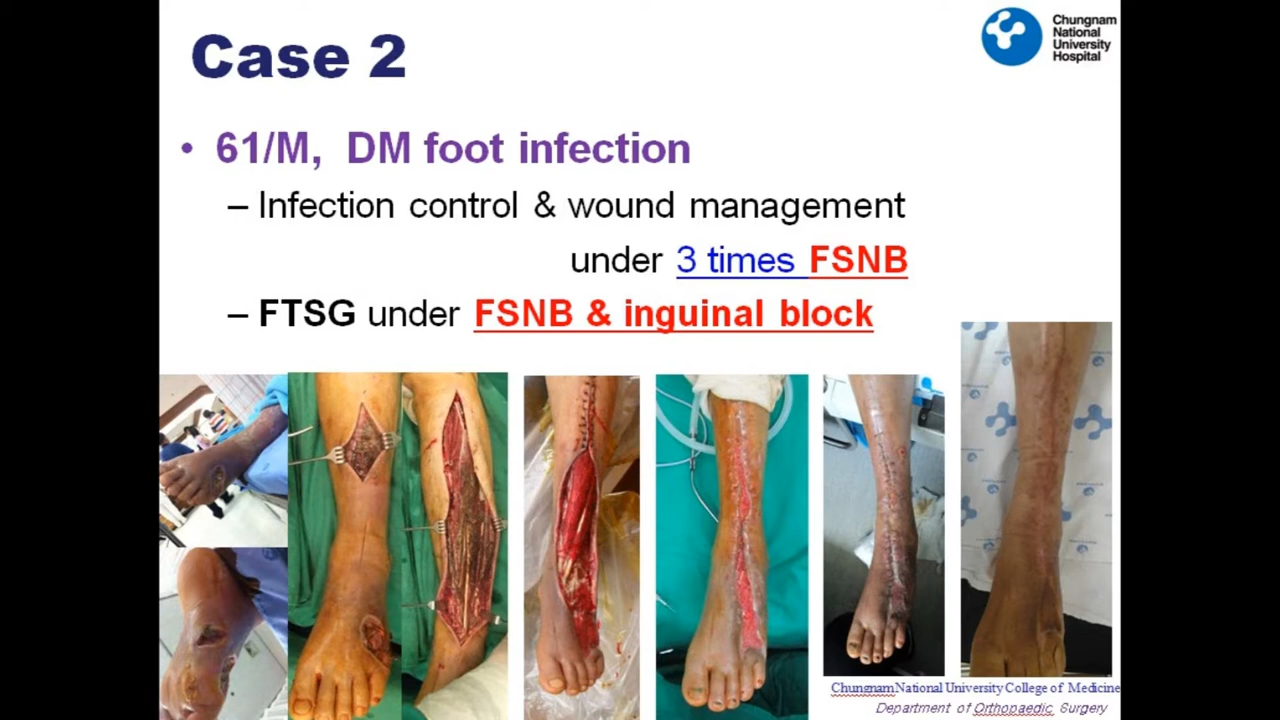 Case 2
Chungnam
National
University
Hospital
• 61/M, DM foot infection
– Infection control & wound management
under 3 times FSNB
– FTSG under FSNB & inguinal block
Chungnam National University College of Medicine
Department of Orthopaedic Surgery